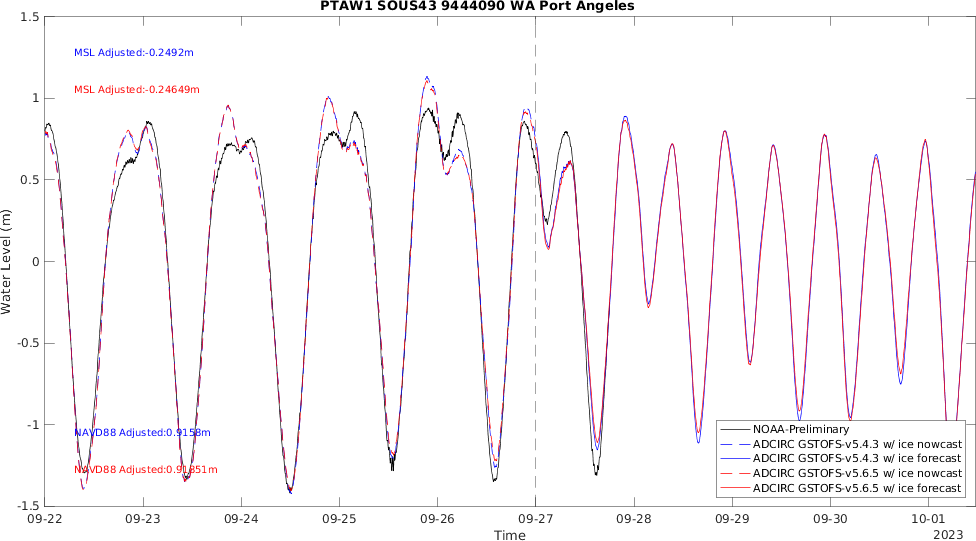 PTAW1 SOUS43 9444090 WA Port Angeles
1.5
1
0.5
0
-0.5
-1
-1.5
Water Level (m)
MSL Adjusted:-0.2492m
MSL Adjusted:-0.24649m
NAVD88 Adjusted:0.9158m
NAVD88 Adjusted:0.91851m
NOAA-Preliminary
ADCIRC GSTOFS-v5.4.3 w/ ice nowcast
ADCIRC GSTOFS-v5.4.3 w/ ice forecast
ADCIRC GSTOFS-v5.6.5 w/ ice nowcast
ADCIRC GSTOFS-v5.6.5 w/ ice forecast
09-22 09-23 09-24 09-25 09-26 09-27 09-28 09-29 09-30 10-01
Time
2023